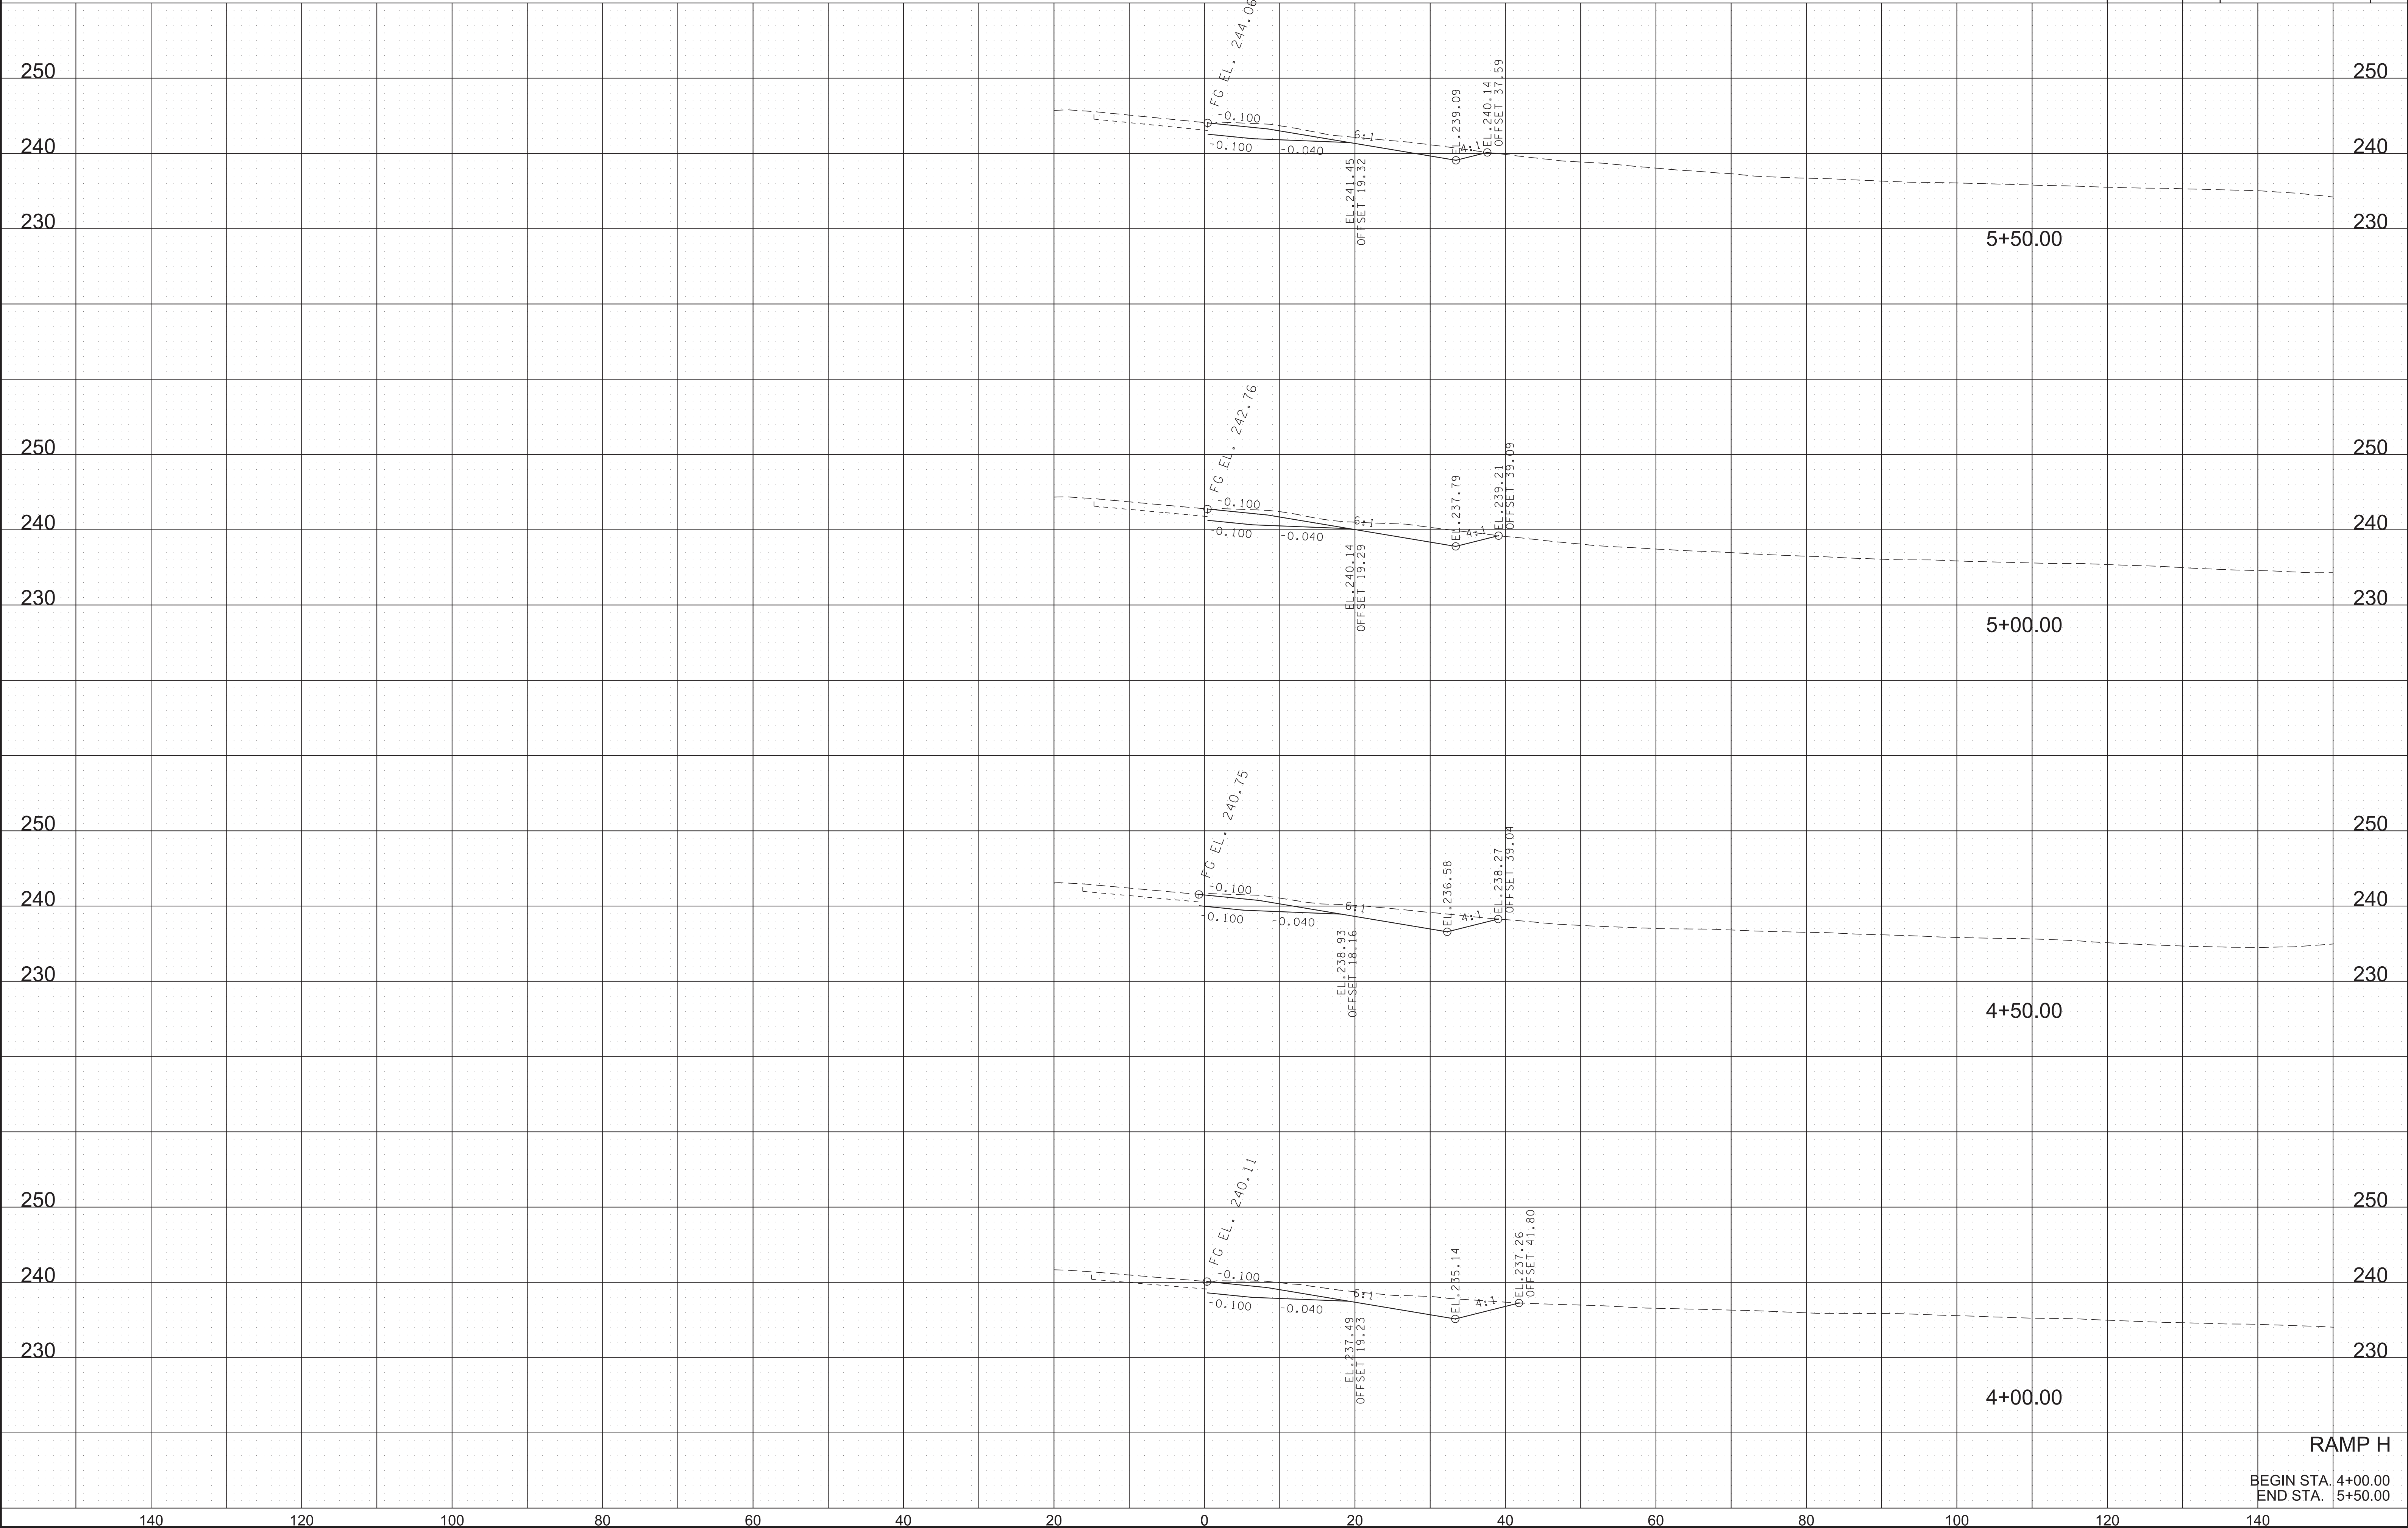 FG EL. 244.06
250 250
-0.100
EL.239.09
EL.240.14
OFFSET 37.59
240 240
6:1
4:1
-0.100 -0.040
EL.241.45
OFFSET 19.32
230 230
5+50.00
FG EL. 242.76
250 250
-0.100
EL.237.79
EL.239.21
OFFSET 39.09
240 240
6:1
4:1
-0.100 -0.040
EL.240.14
OFFSET 19.29
230 230
5+00.00
FG EL. 240.75
250 250
-0.100
EL.236.58
EL.238.27
OFFSET 39.04
240 240
6:1
4:1
-0.100 -0.040
EL.238.93
OFFSET 18.16
230 230
4+50.00
FG EL. 240.11
250 250
-0.100
EL.235.14
EL.237.26
OFFSET 41.80
240 240
6:1
4:1
-0.100 -0.040
EL.237.49
OFFSET 19.23
230 230
4+00.00
RAMP H
BEGIN STA. 4+00.00
END STA. 5+50.00
140 120 100 80 60 40 20 0 20 40 60 80 100 120 140